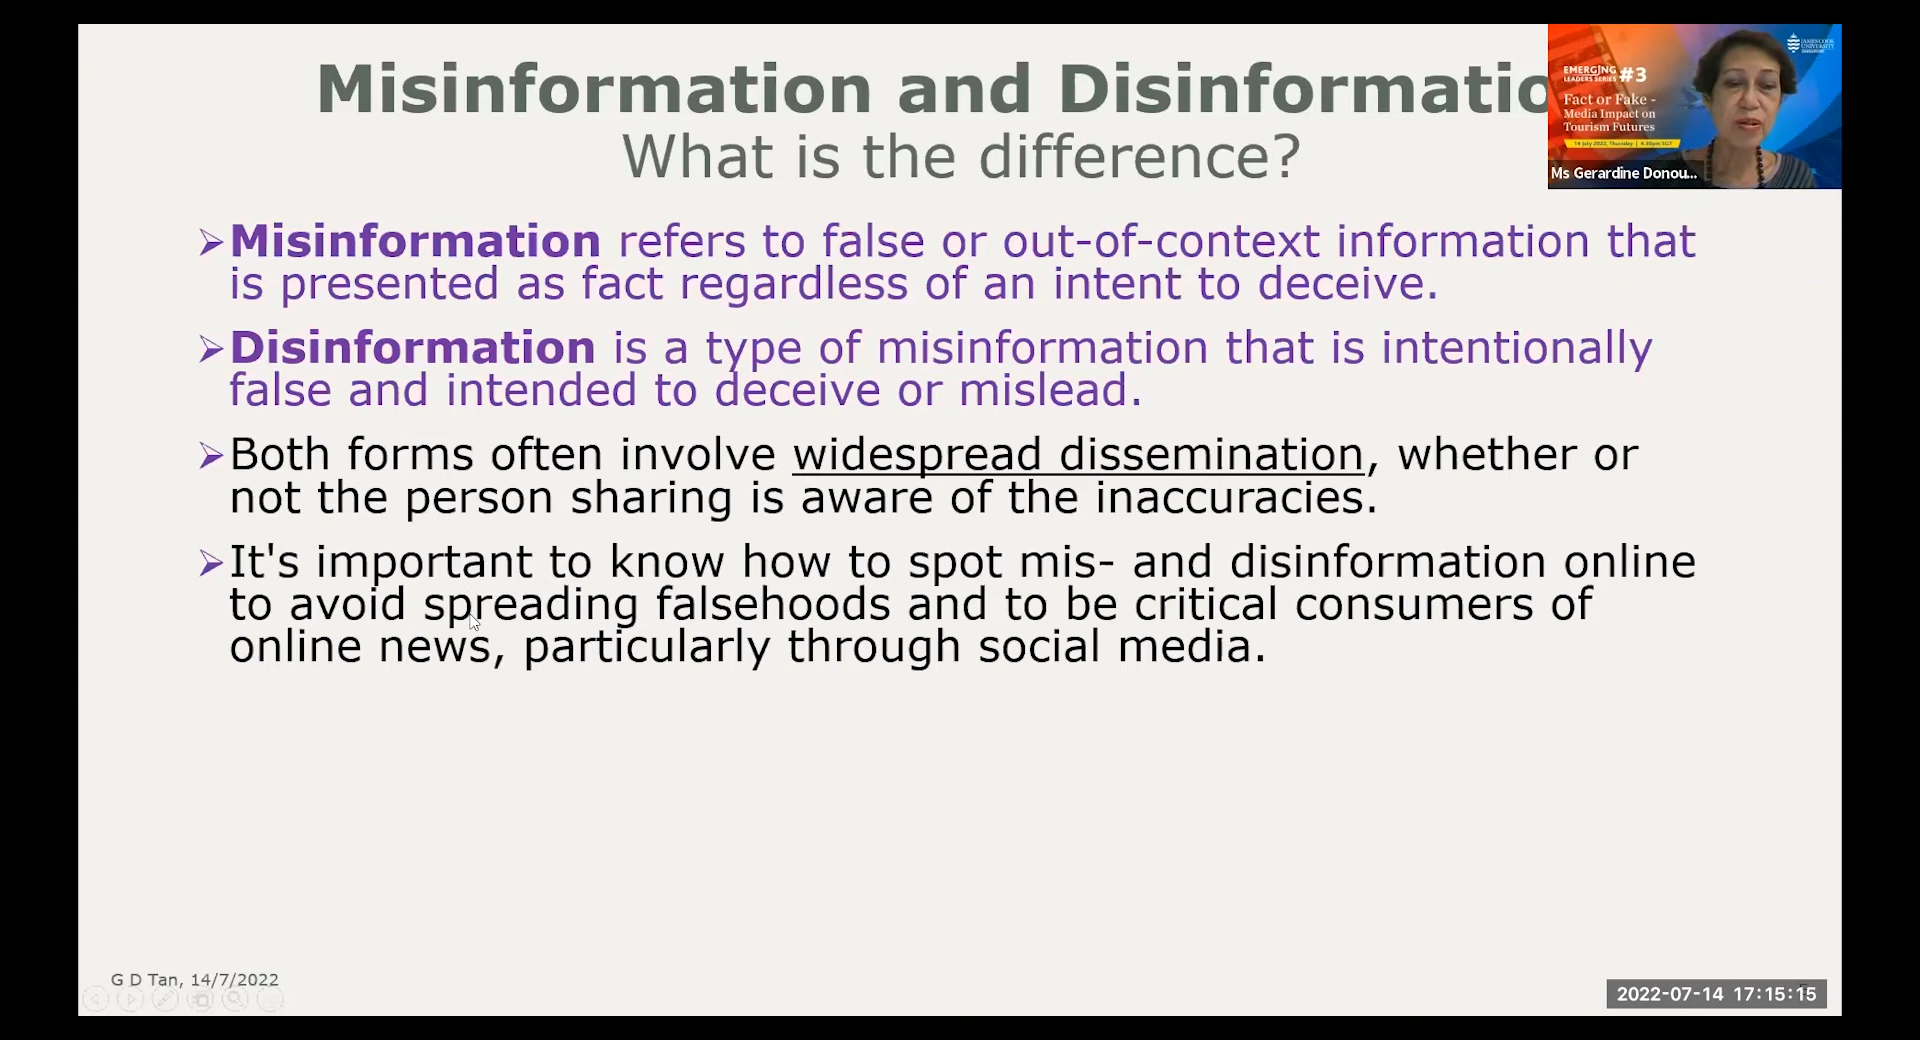 Misinformation and Disinformatio
What is the difference?
EMERGING
LEADERS SERIES #3
Fact or Fake -
Media Impact on
Tourism Futures
14 July 2022, Thursday | 4.30pm SGT
JAMES COOK
UNIVERSITY
SINGAPORE
Ms Gerardine Donou...
➢Misinformation refers to false or out-of-context information that
is presented as fact regardless of an intent to deceive.
➢Disinformation is a type of misinformation that is intentionally
false and intended to deceive or mislead.
➢Both forms often involve widespread dissemination, whether or
not the person sharing is aware of the inaccuracies.
➢It's important to know how to spot mis- and disinformation online
to avoid spreading falsehoods and to be critical consumers of
online news, particularly through social media.
G D Tan, 14/7/2022
2022-07-14 17:15:15